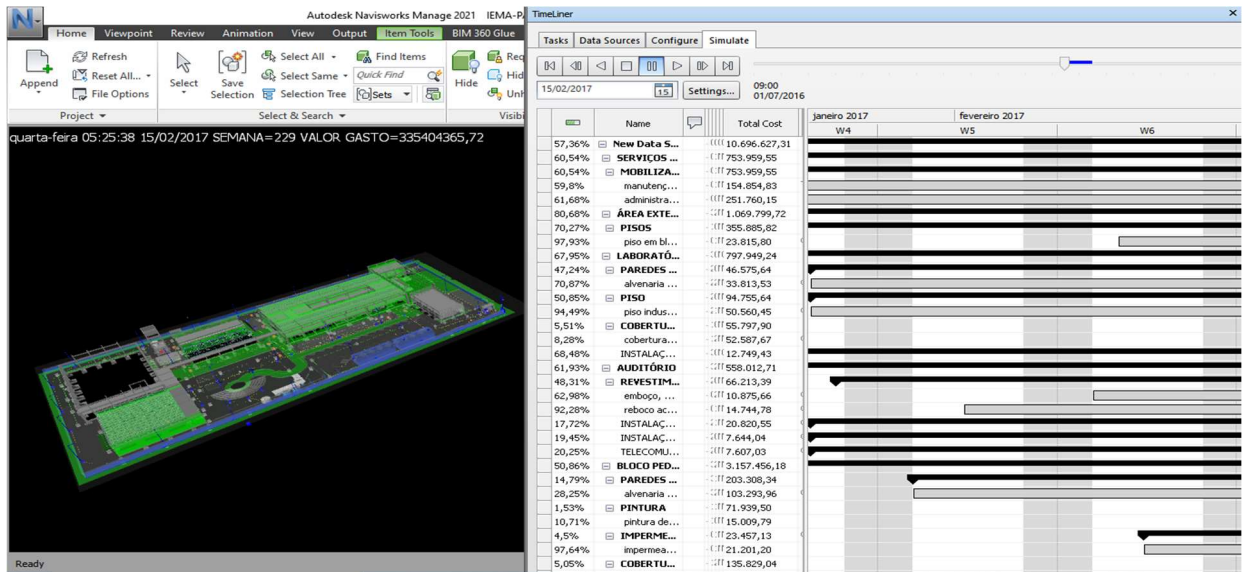 Autodesk Navisworks Manage 2021 IEMA-PA
TimeLiner
N
Home Viewpoint Review Animation View Output Item Tools BIM 360 Glue
Tasks Data Sources Configure Simulate
Append
Refresh
Reset All...
File Options
Select
Save Selection
Select All
Select Same
Selection Tree
Find Items
Quick Find
Sets
Hide
Req
Hid
Unh
Project
Select & Search
Visibi
15/02/2017 15 Settings...
09:00
01/07/2016
quarta-feira 05:25:38 15/02/2017 SEMANA=229 VALOR GASTO=335404365,72
Name Total Cost
janeiro 2017 fevereiro 2017
W4 W5 W6
57,36% New Data S... 10.696.627,31
60,54% SERVIÇOS ... 753.959,55
60,54% MOBILIZA... 753.959,55
59,8% manutenç... 154.854,83
61,68% administra... 251.760,15
80,68% ÁREA EXTE... 1.069.799,72
70,27% PISOS 355.885,82
97,93% piso em bl... 23.815,80
67,95% LABORATÓ... 797.949,24
47,24% PAREDES ... 46.575,64
70,87% alvenaria ... 33.813,53
50,85% PISO 94.755,64
94,49% piso indus... 50.560,45
5,51% COBERTU... 55.797,90
8,28% cobertura... 52.587,67
68,48% INSTALAÇ... 12.749,43
61,93% AUDITÓRIO 558.012,71
48,31% REVESTIM... 66.213,39
62,98% emboço, ... 10.875,66
92,28% reboco ac... 14.744,78
17,72% INSTALAÇ... 20.820,55
19,45% INSTALAÇ... 7.644,04
20,25% TELECOMU... 7.607,03
50,86% BLOCO PED... 3.157.456,18
14,79% PAREDES ... 203.308,34
28,25% alvenaria ... 103.293,96
1,53% PINTURA 71.939,50
10,71% pintura de... 15.009,79
4,5% IMPERME... 23.457,13
97,64% impermea... 21.201,20
5,05% COBERTU... 135.829,04
Ready